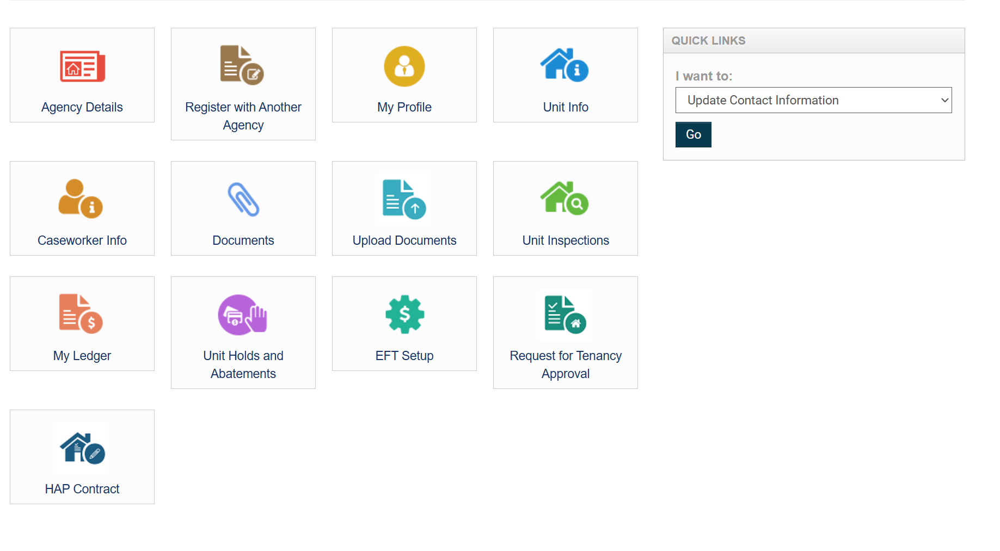 Agency Details
Register with Another
Agency
My Profile
Unit Info
QUICK LINKS
I want to:
Update Contact Information
Go
Caseworker Info
Documents
Upload Documents
Unit Inspections
My Ledger
Unit Holds and
Abatements
EFT Setup
Request for Tenancy
Approval
HAP Contract